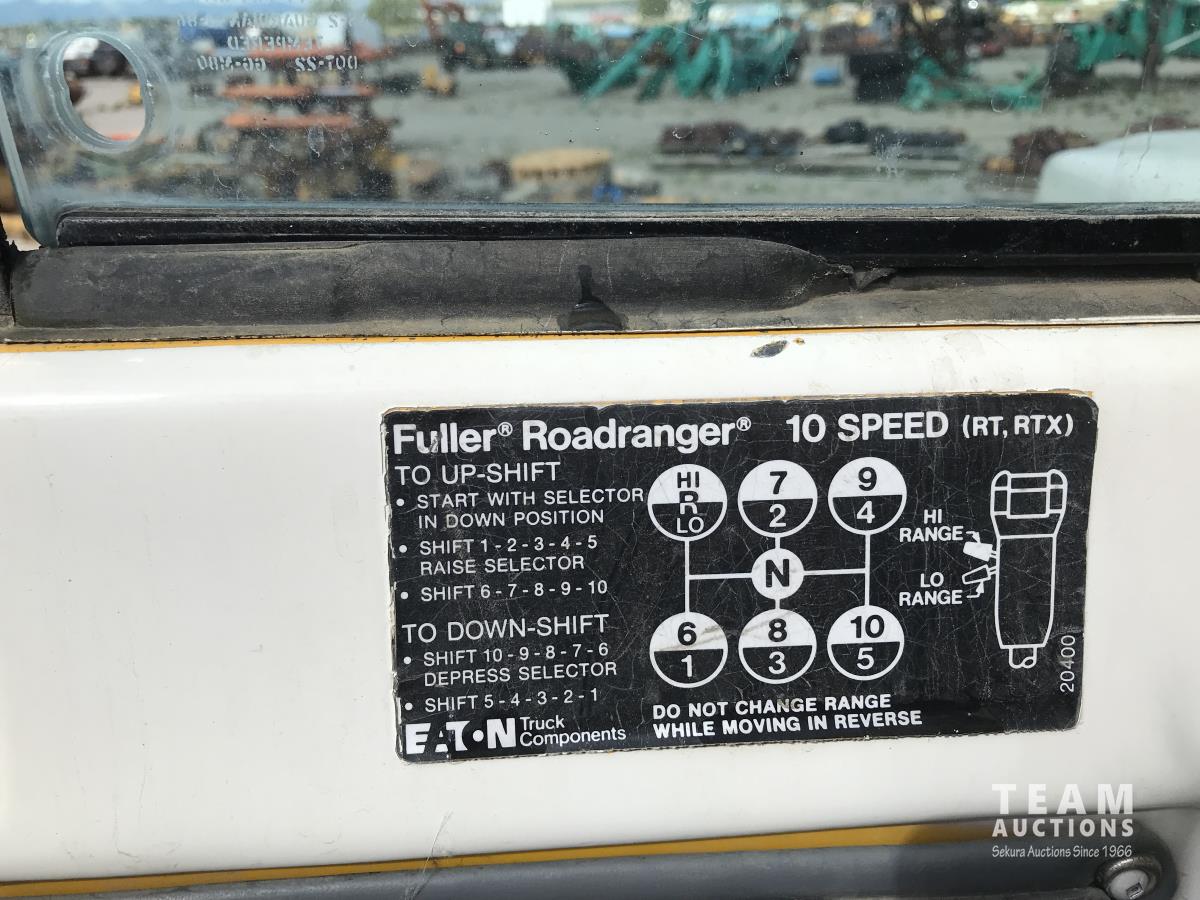 TEMPERED
DOT-22
Fuller® Roadranger® 10 SPEED (RT, RTX)
TO UP-SHIFT
• START WITH SELECTOR
IN DOWN POSITION
• SHIFT 1-2-3-4-5
RAISE SELECTOR
• SHIFT 6-7-8-9-10
TO DOWN-SHIFT
• SHIFT 10-9-8-7-6
DEPRESS SELECTOR
• SHIFT 5-4-3-2-1
EATON Truck
Components
HI
R
LO
7
2
9
4
N
6
1
8
3
10
5
HI
RANGE
LO
RANGE
DO NOT CHANGE RANGE
WHILE MOVING IN REVERSE
20400
TEAM
AUCTIONS
Sekura Auctions Since 1966